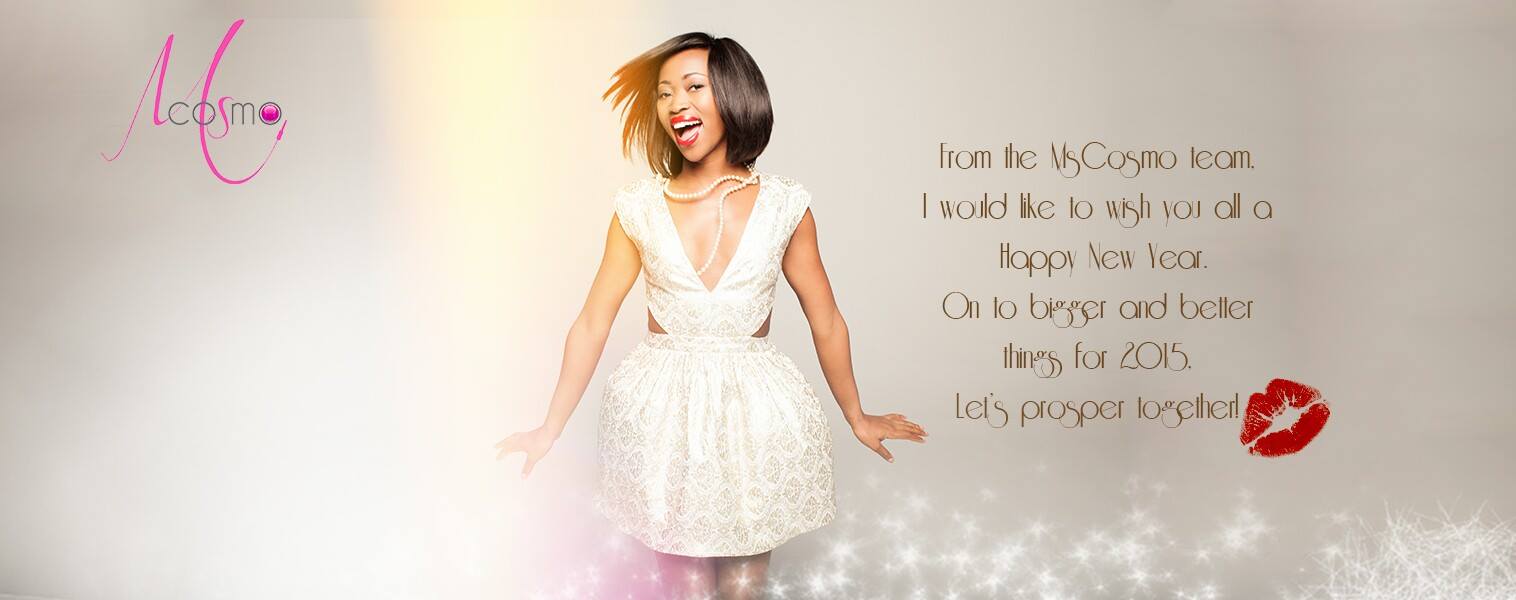 MsCosmo
From the MsCosmo team,
I would like to wish you all a
Happy New Year.
On to bigger and better
things for 2015,
Let's prosper together!